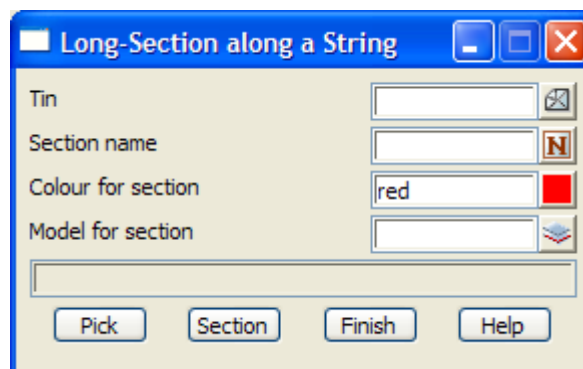 Long-Section along a String
Tin
Section name N
Colour for section red
Model for section
Pick Section Finish Help